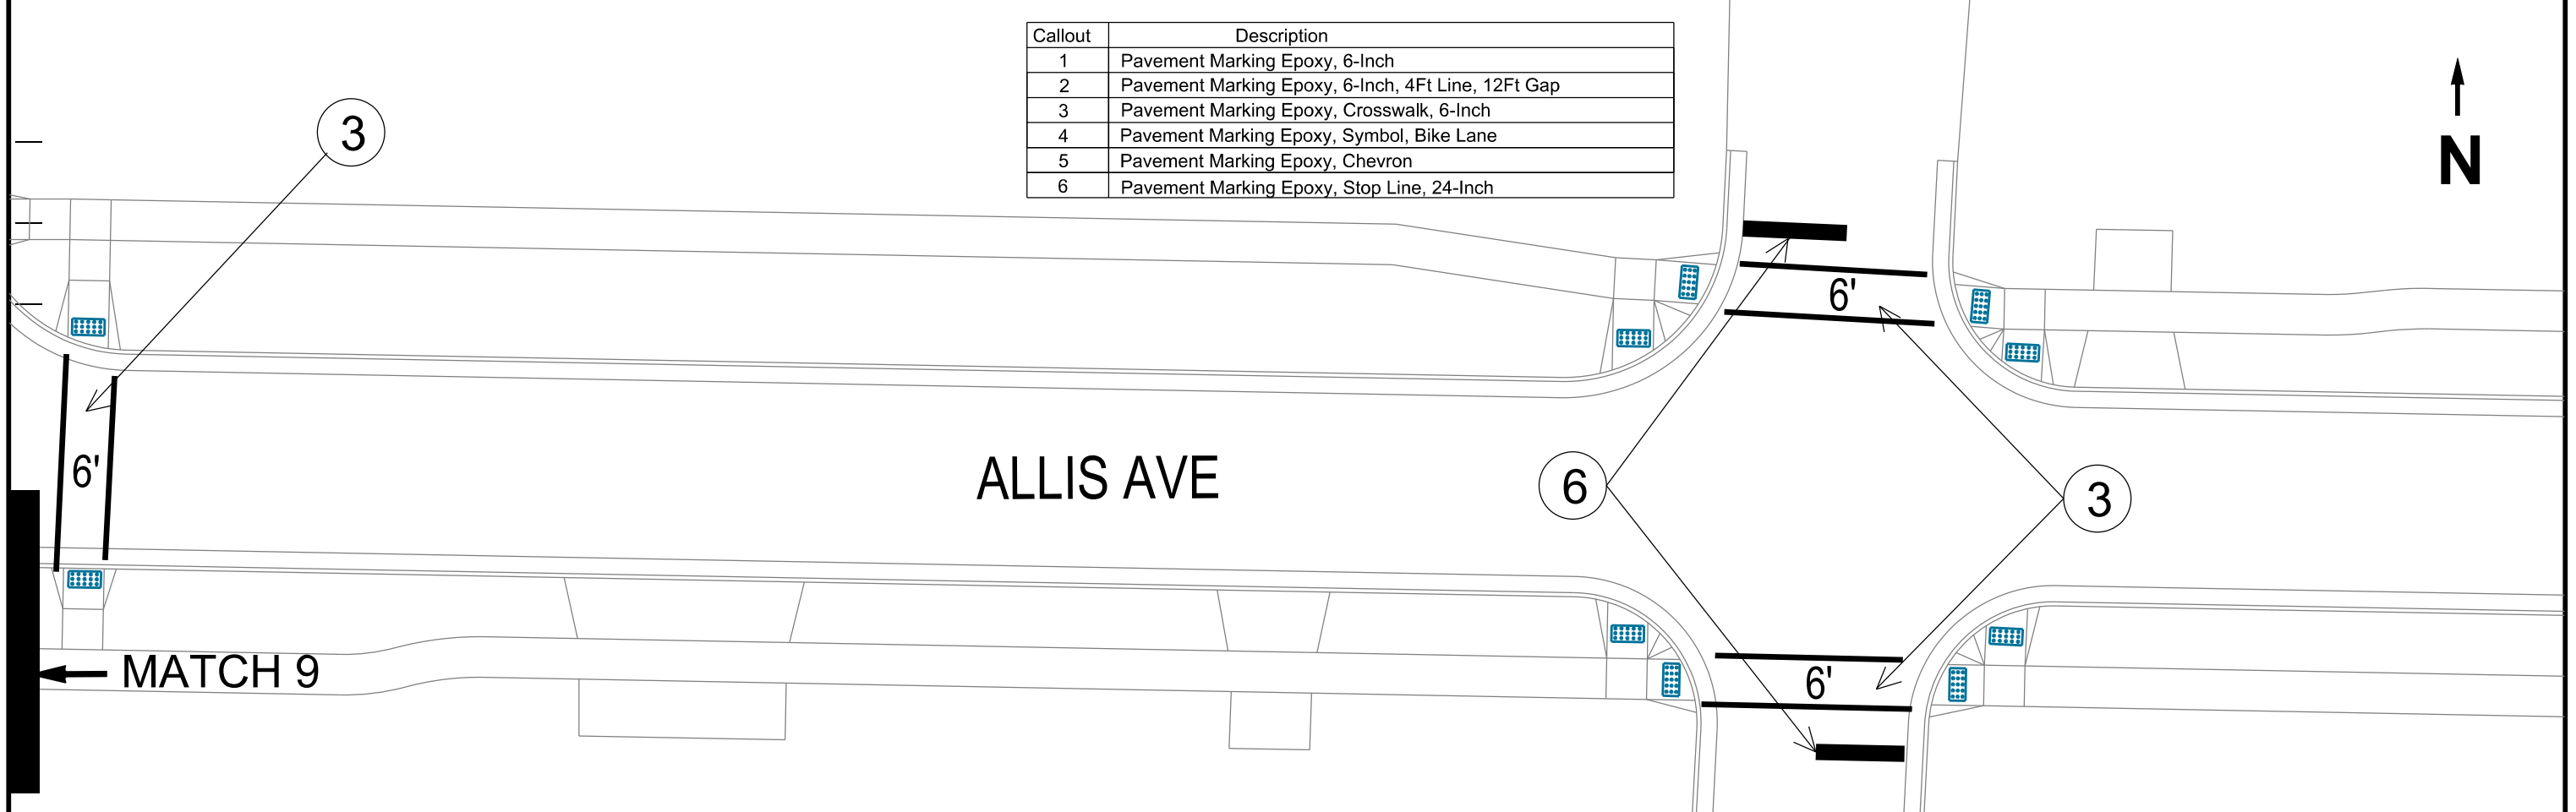 Callout Description
1 Pavement Marking Epoxy, 6-Inch
2 Pavement Marking Epoxy, 6-Inch, 4Ft Line, 12Ft Gap
3 Pavement Marking Epoxy, Crosswalk, 6-Inch
4 Pavement Marking Epoxy, Symbol, Bike Lane
5 Pavement Marking Epoxy, Chevron
6 Pavement Marking Epoxy, Stop Line, 24-Inch
3
N
6'
6'
ALLIS AVE
6
3
MATCH 9
6'